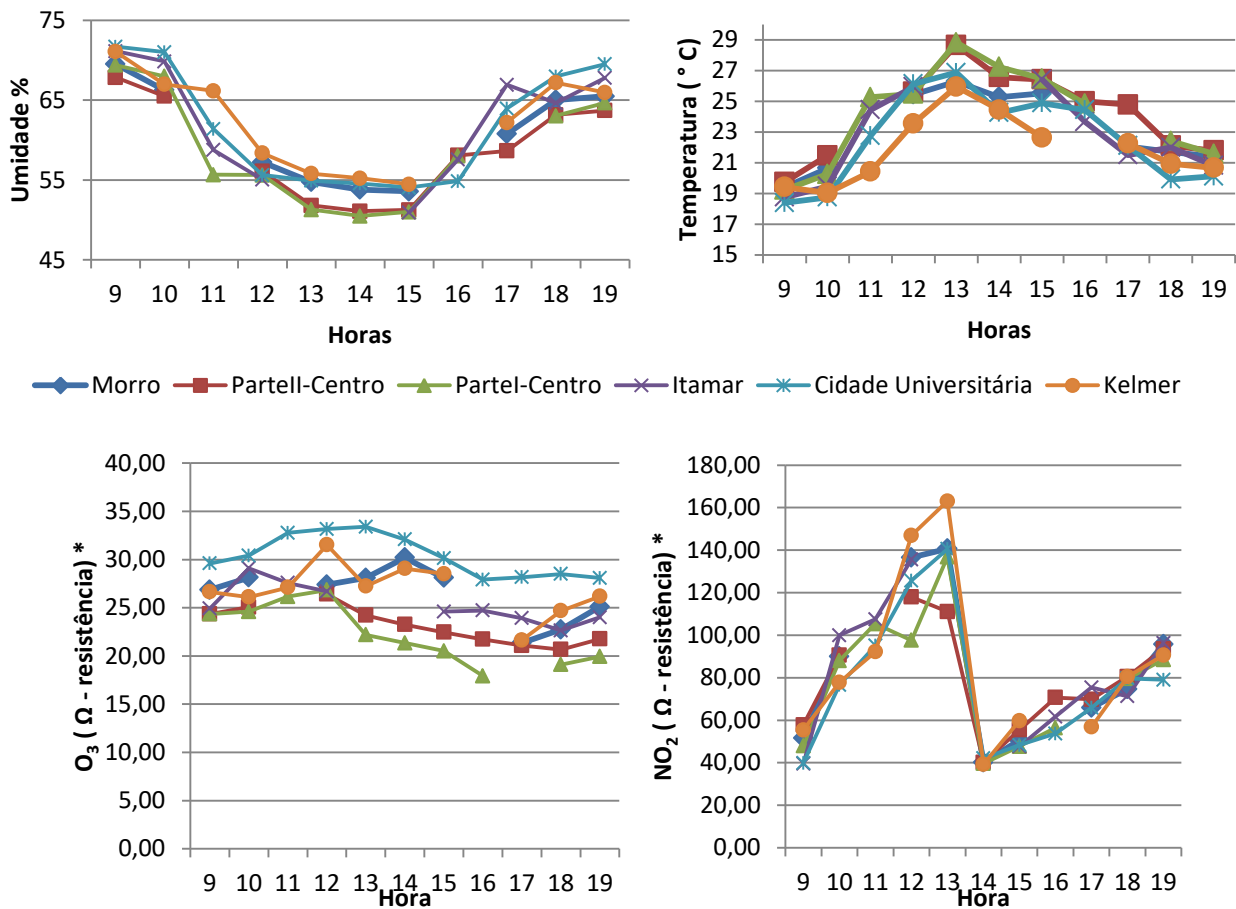 Umidade %
75
65
55
45
9 10 11 12 13 14 15 16 17 18 19
Horas
Temperatura ( ° C)
29
27
25
23
21
19
17
15
9 10 11 12 13 14 15 16 17 18 19
Horas
Morro ParteII-Centro ParteI-Centro Itamar Cidade Universitária Kelmer
O3 ( Ω - resistência) *
40,00
35,00
30,00
25,00
20,00
15,00
10,00
5,00
0,00
9 10 11 12 13 14 15 16 17 18 19
Hora
NO2 ( Ω - resistência) *
180,00
160,00
140,00
120,00
100,00
80,00
60,00
40,00
20,00
0,00
9 10 11 12 13 14 15 16 17 18 19
Hora